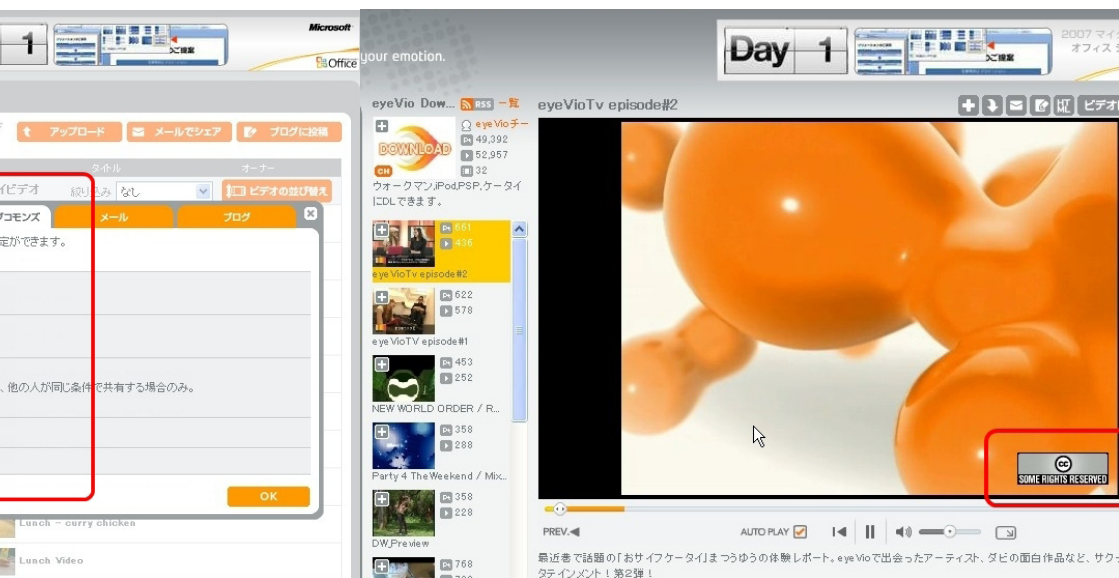 1
Microsoft
Office
アップロード
メールでシェア
ブログに投稿
タイトル
オーナー
イビデオ
絞り込み
なし
ビデオの並び替え
コモンズ
メール
ブログ
定ができます。
、他の人が同じ条件で共有する場合のみ。
OK
Lunch - curry chicken
Lunch Video
your emotion.
Day 1
のご提案
2007 マイ
オフィス
eyeVio Dow...
RSS
一覧
DOWNLOAD
CH
eyeVioチー
49,392
52,957
32
ウォークマン,iPod,PSP,ケータイ
にDLできます。
661
436
eyeVioTv episode#2
622
578
eyeVioTV episode#1
453
252
NEW WORLD ORDER / R...
358
288
Party 4 TheWeekend / Mix...
358
228
DW_Preview
768
eyeVioTv episode#2
ビデオ
cc
SOME RIGHTS RESERVED
PREV.
AUTO PLAY
最近巷で話題の「おサイフケータイ」まつゆうの体験レポート。eyeVioで出会ったアーティスト、ダビの面白作品など、サク
タテインメント！第2弾！